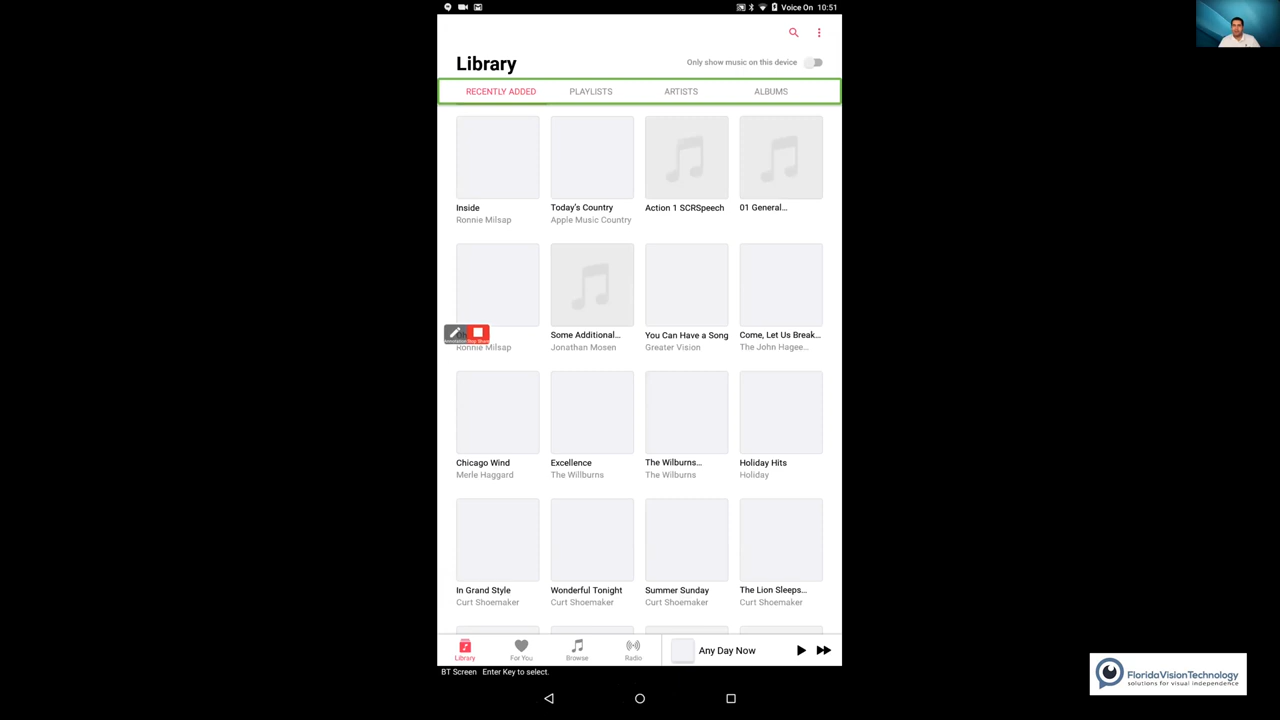 Voice On 10:51
Library
Only show music on this device
RECENTLY ADDED PLAYLISTS ARTISTS ALBUMS
Inside
Ronnie Milsap
Today's Country
Apple Music Country
Action 1 SCRSpeech
01 General...
Ronnie Milsap
Some Additional...
Jonathan Mosen
You Can Have a Song
Greater Vision
Come, Let Us Break...
The John Hagee...
Chicago Wind
Merle Haggard
Excellence
The Willburns
The Wilburns...
The Wilburns
Holiday Hits
Holiday
In Grand Style
Curt Shoemaker
Wonderful Tonight
Curt Shoemaker
Summer Sunday
Curt Shoemaker
The Lion Sleeps...
Curt Shoemaker
Library For You Browse Radio
Any Day Now
BT Screen Enter Key to select.
FloridaVisionTechnology
solutions for visual independence